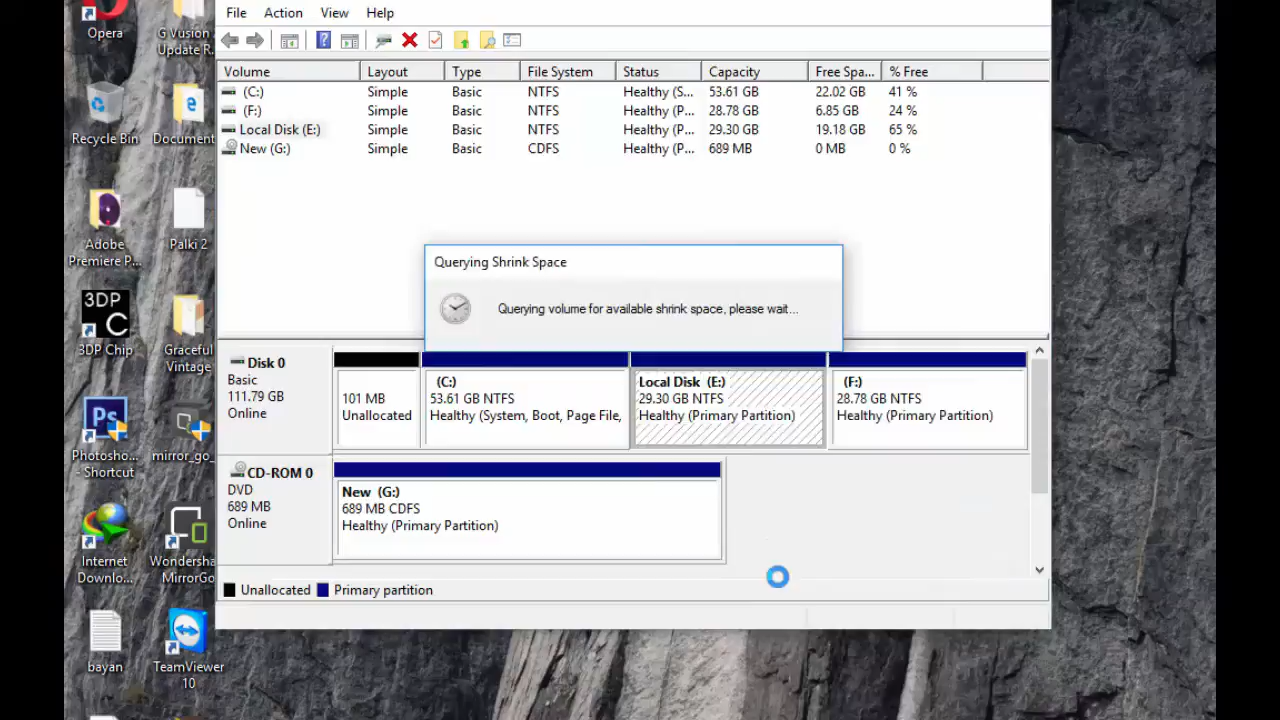 File Action View Help
Volume Layout Type File System Status Capacity Free Spa... % Free
(C:) Simple Basic NTFS Healthy (S... 53.61 GB 22.02 GB 41 %
(F:) Simple Basic NTFS Healthy (P... 28.78 GB 6.85 GB 24 %
Local Disk (E:) Simple Basic NTFS Healthy (P... 29.30 GB 19.18 GB 65 %
New (G:) Simple Basic CDFS Healthy (P... 689 MB 0 MB 0 %
Querying Shrink Space
Querying volume for available shrink space, please wait...
Disk 0
Basic
111.79 GB
Online
101 MB
Unallocated
(C:)
53.61 GB NTFS
Healthy (System, Boot, Page File,
Local Disk (E:)
29.30 GB NTFS
Healthy (Primary Partition)
(F:)
28.78 GB NTFS
Healthy (Primary Partition)
CD-ROM 0
DVD
689 MB
Online
New (G:)
689 MB CDFS
Healthy (Primary Partition)
Unallocated Primary partition
Opera
G Vusion
Update R...
Recycle Bin
Document
Adobe
Premiere P...
Palki 2
3DP
C
3DP Chip
Graceful
Vintage
Ps
Photosho...
- Shortcut
mirror_go_
Internet
Downlo...
Wondersha
MirrorGo
bayan
TeamViewer
10